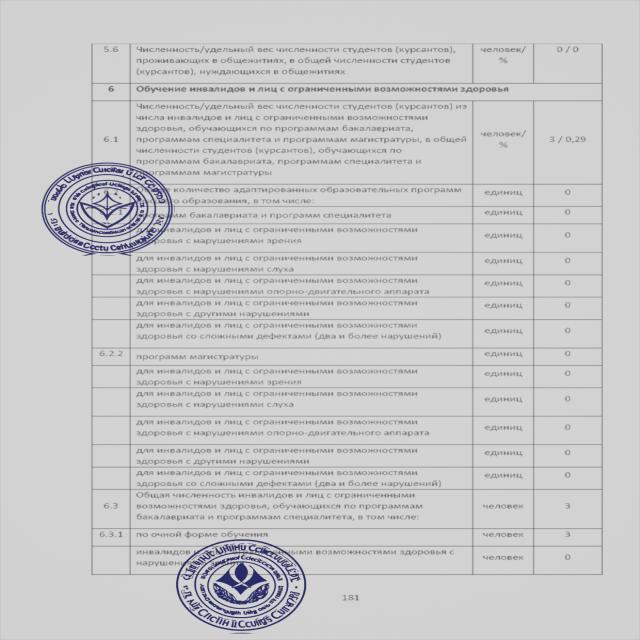 5.6 Численность/удельный вес численности студентов (курсантов), человек/ 0 / 0
проживающих в общежитиях, в общей численности студентов %
(курсантов), нуждающихся в общежитиях
6 Обучение инвалидов и лиц с ограниченными возможностями здоровья
Численность/удельный вес численности студентов (курсантов) из
числа инвалидов и лиц с ограниченными возможностями
здоровья, обучающихся по программам бакалавриата,
6.1 программам специалитета и программам магистратуры, в общей человек/ 3 / 0,29
численности студентов (курсантов), обучающихся по %
программам бакалавриата, программам специалитета и
программам магистратуры
количество адаптированных образовательных программ единиц 0
образования, в том числе:
программ бакалавриата и программ специалитета единиц 0
для инвалидов и лиц с ограниченными возможностями единиц 0
здоровья с нарушениями зрения
для инвалидов и лиц с ограниченными возможностями единиц 0
здоровья с нарушениями слуха
для инвалидов и лиц с ограниченными возможностями единиц 0
здоровья с нарушениями опорно-двигательного аппарата
для инвалидов и лиц с ограниченными возможностями единиц 0
здоровья с другими нарушениями
для инвалидов и лиц с ограниченными возможностями единиц 0
здоровья со сложными дефектами (два и более нарушений)
6.2.2 программ магистратуры единиц 0
для инвалидов и лиц с ограниченными возможностями единиц 0
здоровья с нарушениями зрения
для инвалидов и лиц с ограниченными возможностями единиц 0
здоровья с нарушениями слуха
для инвалидов и лиц с ограниченными возможностями единиц 0
здоровья с нарушениями опорно-двигательного аппарата
для инвалидов и лиц с ограниченными возможностями единиц 0
здоровья с другими нарушениями
для инвалидов и лиц с ограниченными возможностями единиц 0
здоровья со сложными дефектами (два и более нарушений)
Общая численность инвалидов и лиц с ограниченными
6.3 возможностями здоровья, обучающихся по программам человек 3
бакалавриата и программам специалитета, в том числе:
6.3.1 по очной форме обучения человек 3
инвалидов возможностями здоровья с человек 0
181